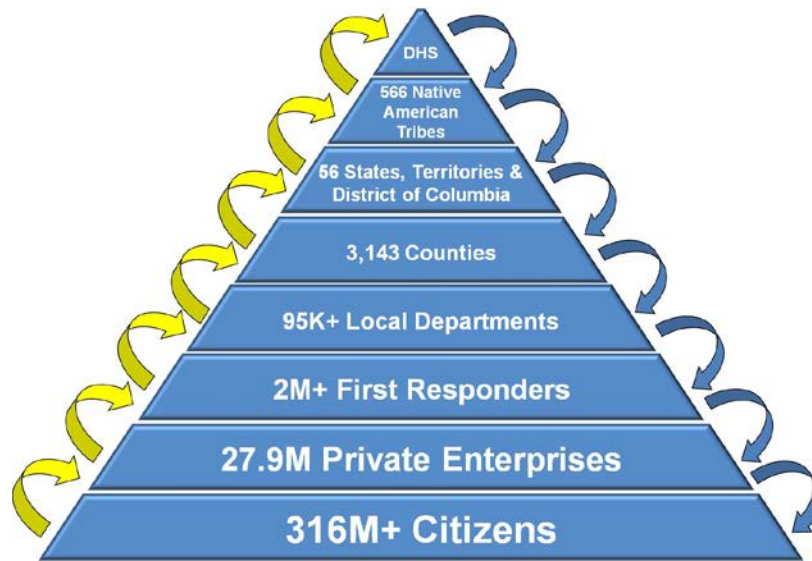 DHS
566 Native
American
Tribes
56 States, Territories &
District of Columbia
3,143 Counties
95K+ Local Departments
2M+ First Responders
27.9M Private Enterprises
316M+ Citizens